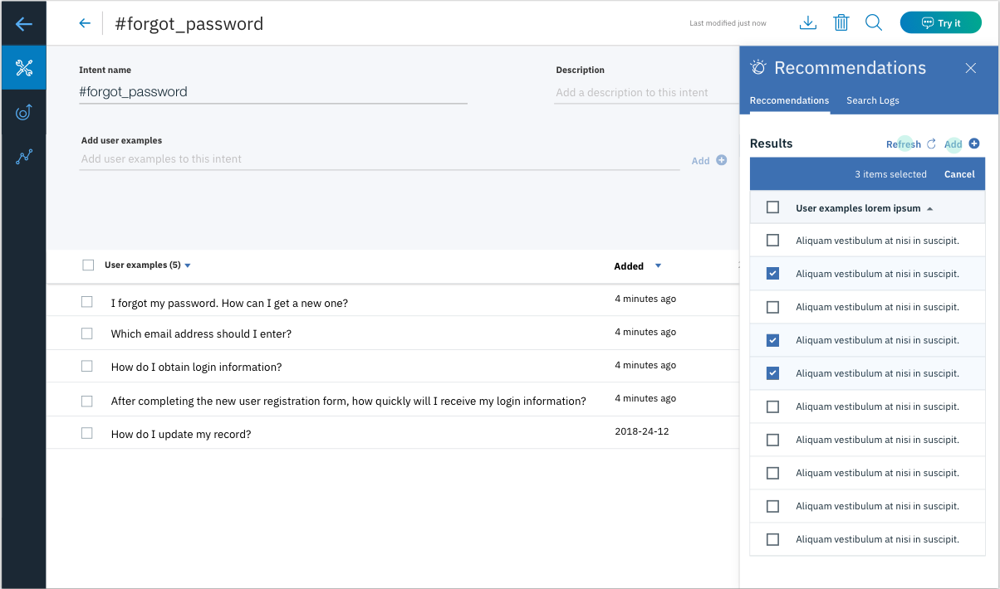 #forgot_password
Last modified just now
Try it
Intent name
#forgot_password
Description
Add a description to this intent
Add user examples
Add user examples to this intent
Add
User examples (5)
Added
I forgot my password. How can I get a new one?
4 minutes ago
Which email address should I enter?
4 minutes ago
How do I obtain login information?
4 minutes ago
After completing the new user registration form, how quickly will I receive my login information?
4 minutes ago
How do I update my record?
2018-24-12
Recommendations
Reccomendations
Search Logs
Results
Refresh
Add
3 items selected
Cancel
User examples lorem ipsum
Aliquam vestibulum at nisi in suscipit.
Aliquam vestibulum at nisi in suscipit.
Aliquam vestibulum at nisi in suscipit.
Aliquam vestibulum at nisi in suscipit.
Aliquam vestibulum at nisi in suscipit.
Aliquam vestibulum at nisi in suscipit.
Aliquam vestibulum at nisi in suscipit.
Aliquam vestibulum at nisi in suscipit.
Aliquam vestibulum at nisi in suscipit.
Aliquam vestibulum at nisi in suscipit.